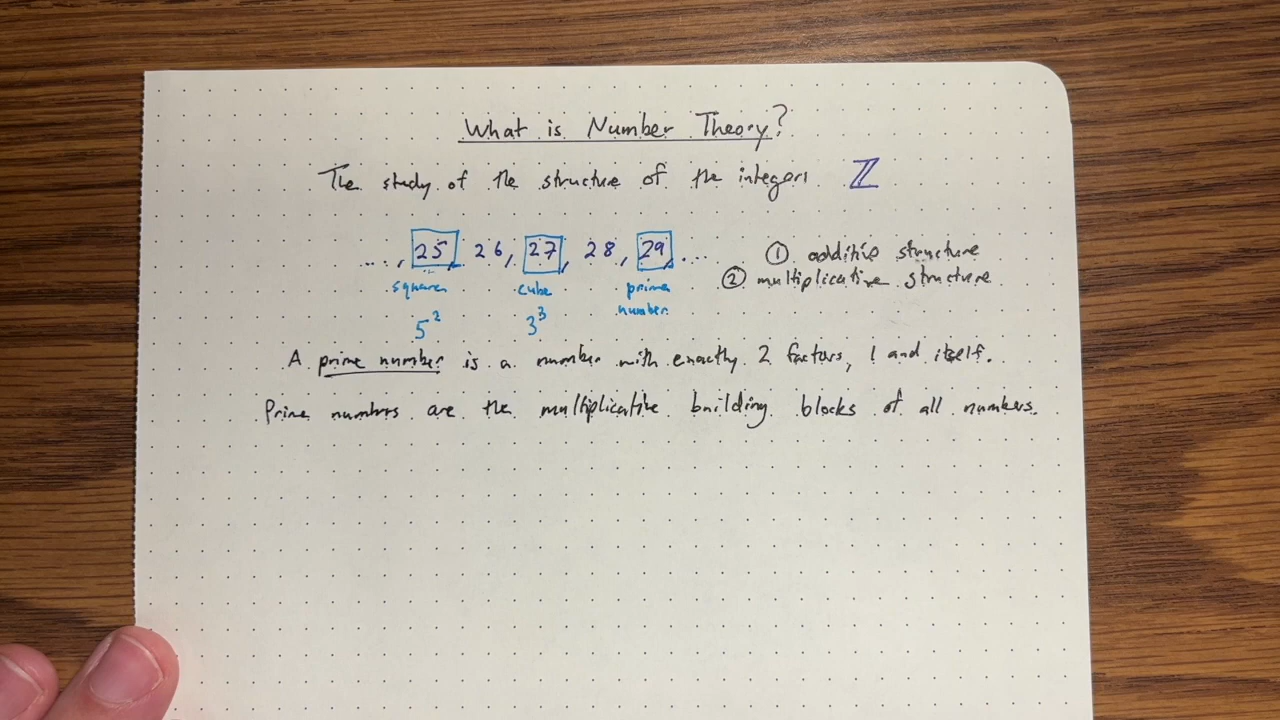 What is Number Theory?
The study of the structure of the integers ℤ
..., 25, 26, 27, 28, 29, ...
① additive structure
② multiplicative structure
square cube prime number
5² 3³
A prime number is a number with exactly 2 factors, 1 and itself.
Prime numbers are the multiplicative building blocks of all numbers.